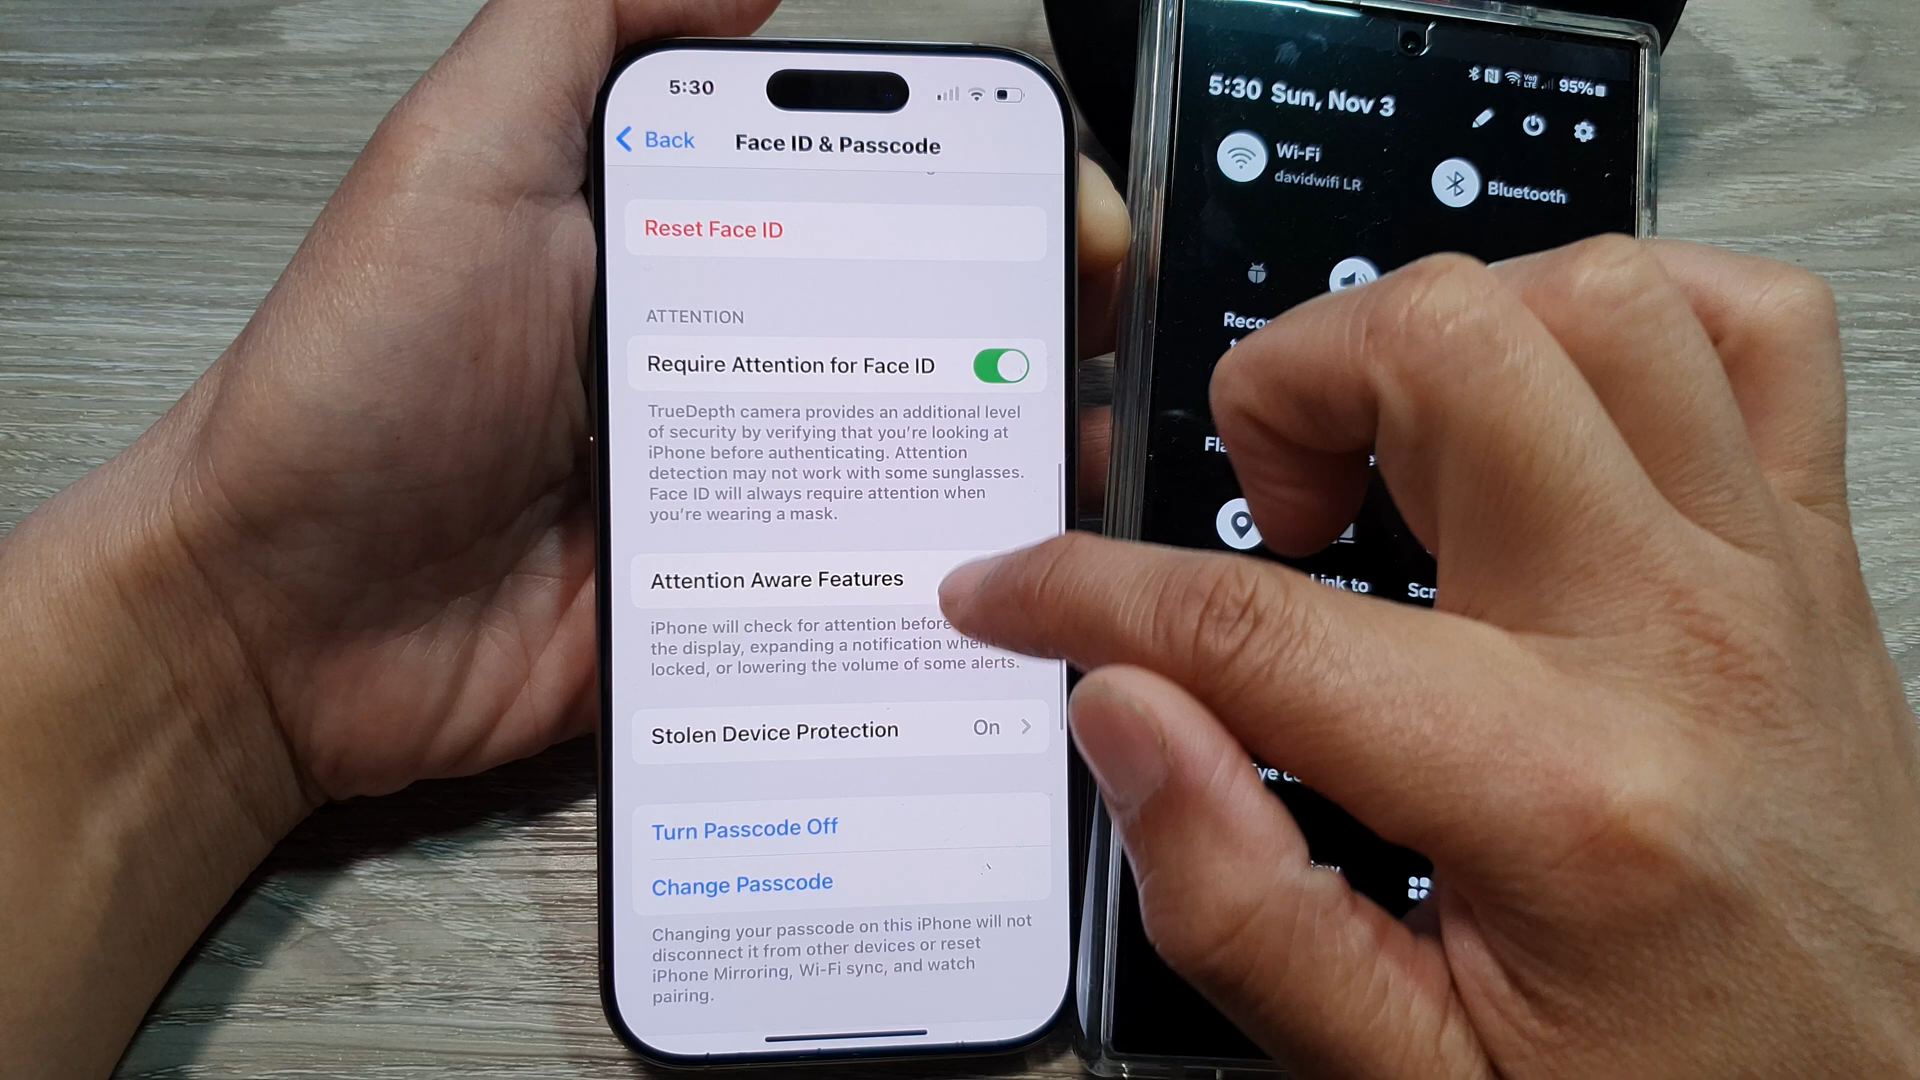 5:30
Back
Face ID & Passcode
Reset Face ID
ATTENTION
Require Attention for Face ID
TrueDepth camera provides an additional level
of security by verifying that you're looking at
iPhone before authenticating. Attention
detection may not work with some sunglasses.
Face ID will always require attention when
you're wearing a mask.
Attention Aware Features
iPhone will check for attention before
the display, expanding a notification when
locked, or lowering the volume of some alerts.
Stolen Device Protection On
Turn Passcode Off
Change Passcode
Changing your passcode on this iPhone will not
disconnect it from other devices or reset
iPhone Mirroring, Wi-Fi sync, and watch
pairing.
5:30 Sun, Nov 3
95%
Wi-Fi
davidwifi LR
Bluetooth
to